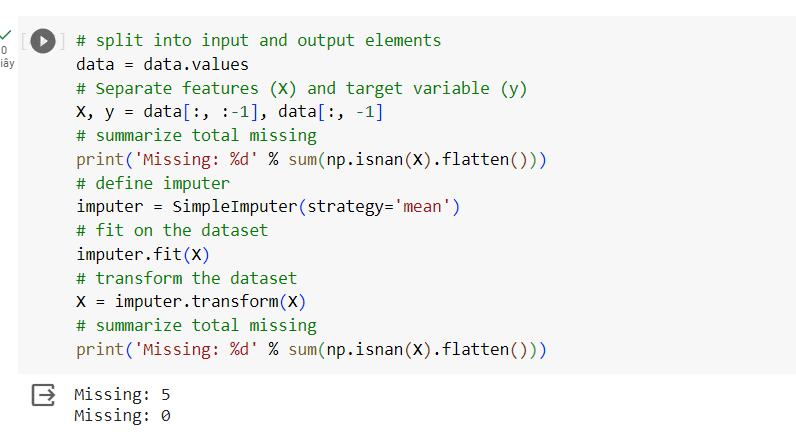 [ ] # split into input and output elements
0 data = data.values
iây # Separate features (X) and target variable (y)
X, y = data[:, :-1], data[:, -1]
# summarize total missing
print('Missing: %d' % sum(np.isnan(X).flatten()))
# define imputer
imputer = SimpleImputer(strategy='mean')
# fit on the dataset
imputer.fit(X)
# transform the dataset
X = imputer.transform(X)
# summarize total missing
print('Missing: %d' % sum(np.isnan(X).flatten()))
Missing: 5
Missing: 0